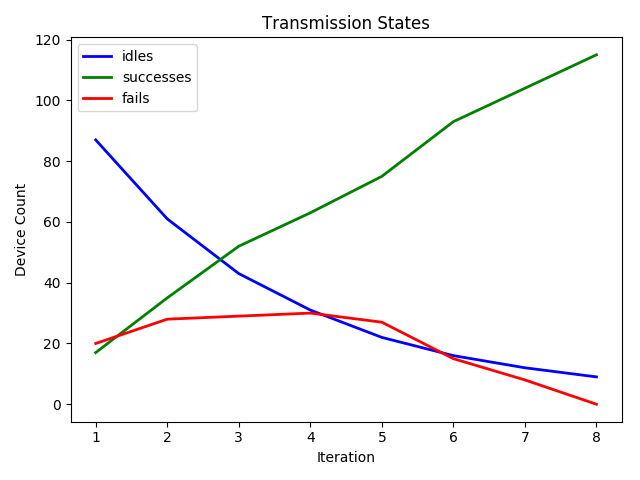 Transmission States
idles
successes
fails
Device Count
120
100
80
60
40
20
0
1 2 3 4 5 6 7 8
Iteration